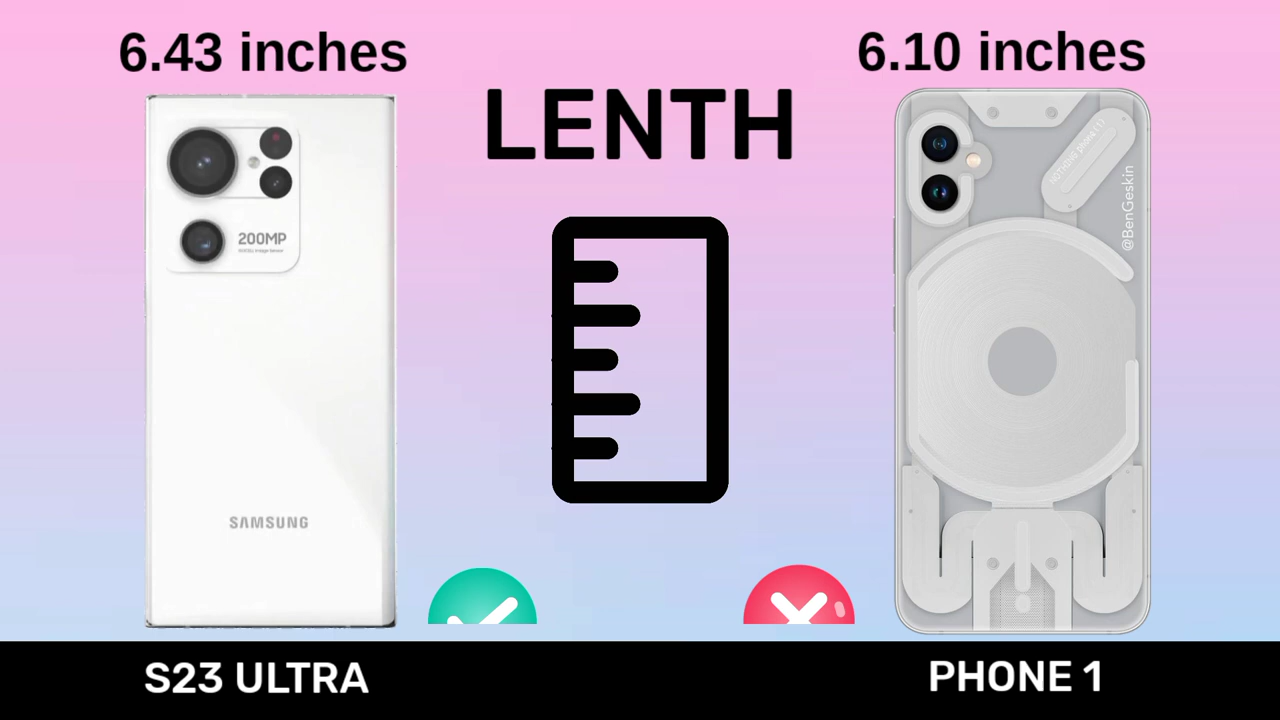 6.43 inches
6.10 inches
LENTH
200MP
@BenGeskin
SAMSUNG
S23 ULTRA
PHONE 1